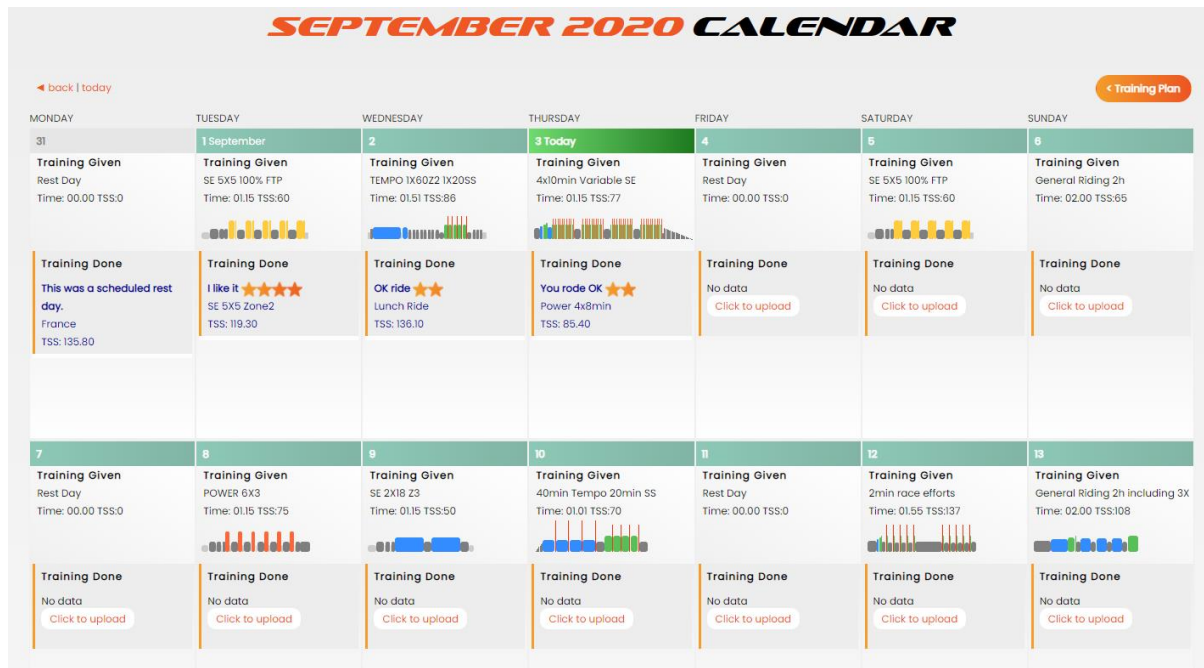 SEPTEMBER 2020 CALENDAR
◄ back | today
< Training Plan
MONDAY
TUESDAY
WEDNESDAY
THURSDAY
FRIDAY
SATURDAY
SUNDAY
31
1 September
2
3 Today
4
5
6
Training Given
Rest Day
Time: 00.00 TSS:0
Training Given
SE 5X5 100% FTP
Time: 01.15 TSS:60
Training Given
TEMPO 1X60Z2 1X20SS
Time: 01.51 TSS:86
Training Given
4x10min Variable SE
Time: 01.15 TSS:77
Training Given
Rest Day
Time: 00.00 TSS:0
Training Given
SE 5X5 100% FTP
Time: 01.15 TSS:60
Training Given
General Riding 2h
Time: 02.00 TSS:65
Training Done
This was a scheduled rest
day.
France
TSS: 135.80
Training Done
I like it
SE 5X5 Zone2
TSS: 119.30
Training Done
OK ride
Lunch Ride
TSS: 136.10
Training Done
You rode OK
Power 4x8min
TSS: 85.40
Training Done
No data
Click to upload
Training Done
No data
Click to upload
Training Done
No data
Click to upload
7
8
9
10
11
12
13
Training Given
Rest Day
Time: 00.00 TSS:0
Training Given
POWER 6X3
Time: 01.15 TSS:75
Training Given
SE 2X18 Z3
Time: 01.15 TSS:50
Training Given
40min Tempo 20min SS
Time: 01.01 TSS:70
Training Given
Rest Day
Time: 00.00 TSS:0
Training Given
2min race efforts
Time: 01.55 TSS:137
Training Given
General Riding 2h including 3X
Time: 02.00 TSS:108
Training Done
No data
Click to upload
Training Done
No data
Click to upload
Training Done
No data
Click to upload
Training Done
No data
Click to upload
Training Done
No data
Click to upload
Training Done
No data
Click to upload
Training Done
No data
Click to upload